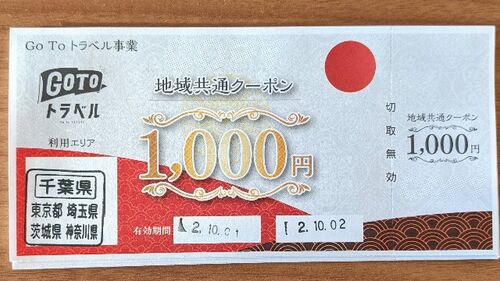 Go To トラベル事業
GOTO
トラベル
利用エリア
千葉県
東京都 埼玉県
茨城県 神奈川県
地域共通クーポン
1,000円
有効期間
2.10.01
2.10.02
切取無効
地域共通クーポン
1,000円